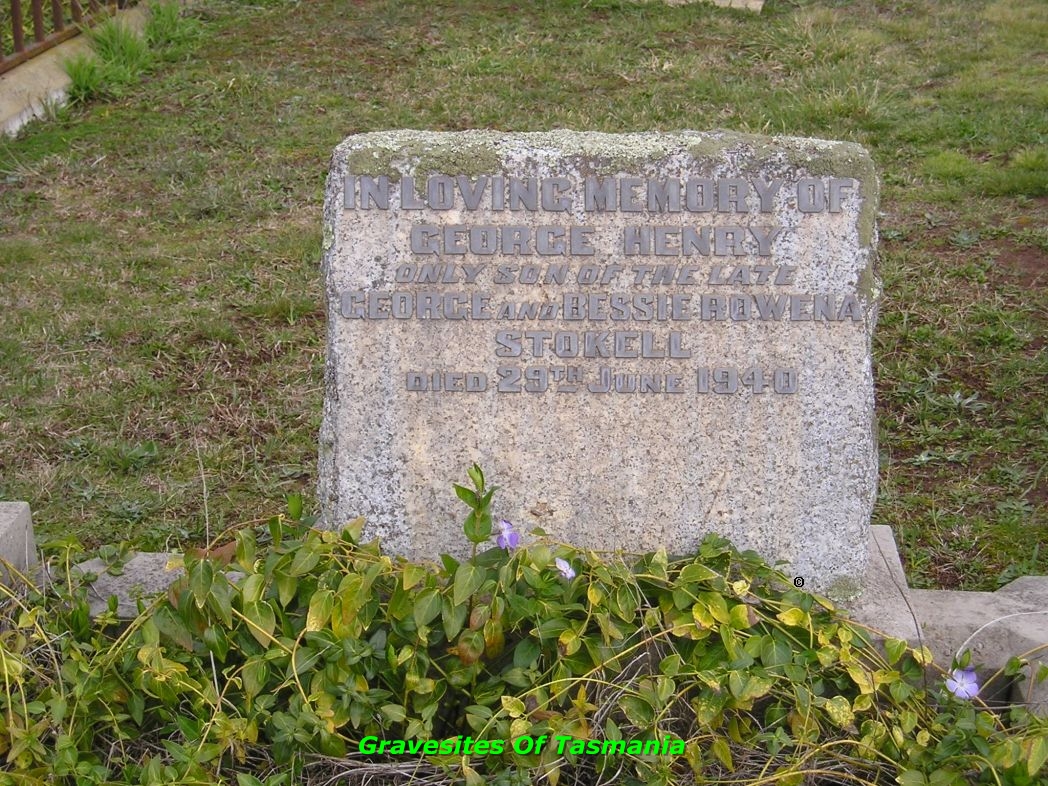 IN LOVING MEMORY OF
GEORGE HENRY
ONLY SON OF THE LATE
GEORGE AND BESSIE ROWENA
STOKELL
DIED 29TH JUNE 1940
Gravesites Of Tasmania